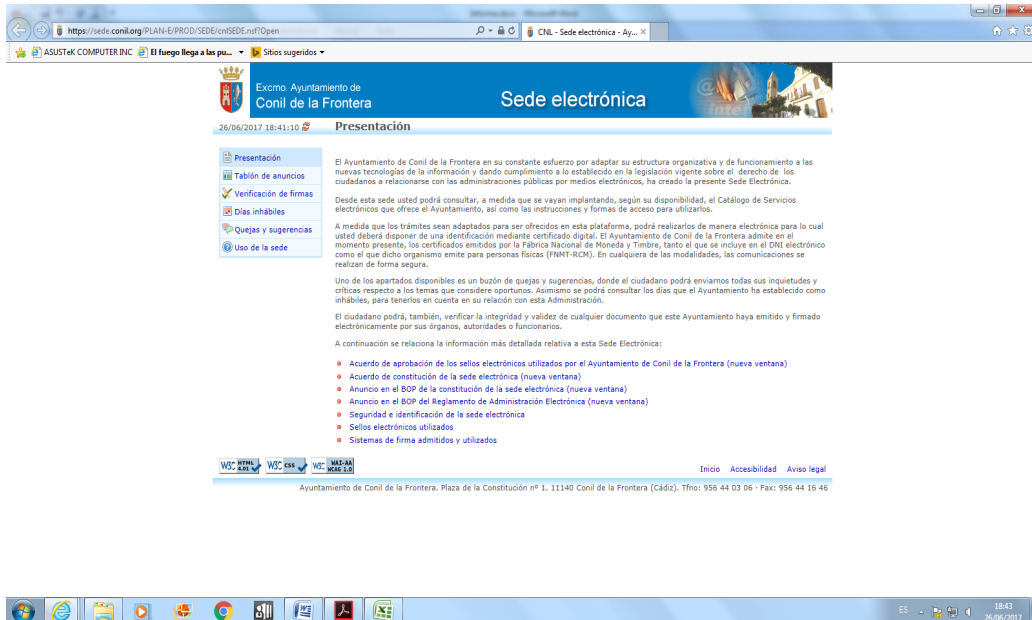 https://sede.conil.org/PLAN-E/PROD/SEDE/cnlSEDE.nsf?Open
CNL - Sede electrónica - Ay...
ASUSTeK COMPUTER INC
El fuego llega a las pu...
Sitios sugeridos
Excmo. Ayuntamiento de
Conil de la Frontera
Sede electrónica
26/06/2017 18:41:10
Presentación
Presentación
Tablón de anuncios
Verificación de firmas
Días inhábiles
Quejas y sugerencias
Uso de la sede
El Ayuntamiento de Conil de la Frontera en su constante esfuerzo por adaptar su estructura organizativa y de funcionamiento a las
nuevas tecnologías de la información y dando cumplimiento a lo establecido en la legislación vigente sobre el derecho de los
ciudadanos a relacionarse con las administraciones públicas por medios electrónicos, ha creado la presente Sede Electrónica.
Desde esta sede usted podrá consultar, a medida que se vayan implantando, según su disponibilidad, el Catálogo de Servicios
electrónicos que ofrece el Ayuntamiento, así como las instrucciones y formas de acceso para utilizarlos.
A medida que los trámites sean adaptados para ser ofrecidos en esta plataforma, podrá realizarlos de manera electrónica para lo cual
usted deberá disponer de una identificación mediante certificado digital. El Ayuntamiento de Conil de la Frontera admite en el
momento presente, los certificados emitidos por la Fábrica Nacional de Moneda y Timbre, tanto el que se incluye en el DNI electrónico
como el que dicho organismo emite para personas físicas (FNMT-RCM). En cualquiera de las modalidades, las comunicaciones se
realizan de forma segura.
Uno de los apartados disponibles es un buzón de quejas y sugerencias, donde el ciudadano podrá enviarnos todas sus inquietudes y
críticas respecto a los temas que considere oportunos. Asimismo se podrá consultar los días que el Ayuntamiento ha establecido como
inhábiles, para tenerlos en cuenta en su relación con esta Administración.
El ciudadano podrá, también, verificar la integridad y validez de cualquier documento que este Ayuntamiento haya emitido y firmado
electrónicamente por sus órganos, autoridades o funcionarios.
A continuación se relaciona la información más detallada relativa a esta Sede Electrónica:
Acuerdo de aprobación de los sellos electrónicos utilizados por el Ayuntamiento de Conil de la Frontera (nueva ventana)
Acuerdo de constitución de la sede electrónica (nueva ventana)
Anuncio en el BOP de la constitución de la sede electrónica (nueva ventana)
Anuncio en el BOP del Reglamento de Administración Electrónica (nueva ventana)
Seguridad e identificación de la sede electrónica
Sellos electrónicos utilizados
Sistemas de firma admitidos y utilizados
W3C HTML 4.01 W3C CSS W3C WAI-AA WCAG 1.0
Inicio Accesibilidad Aviso legal
Ayuntamiento de Conil de la Frontera. Plaza de la Constitución nº 1. 11140 Conil de la Frontera (Cádiz). Tfno: 956 44 03 06 · Fax: 956 44 16 46
ES
18:43
26/06/2017